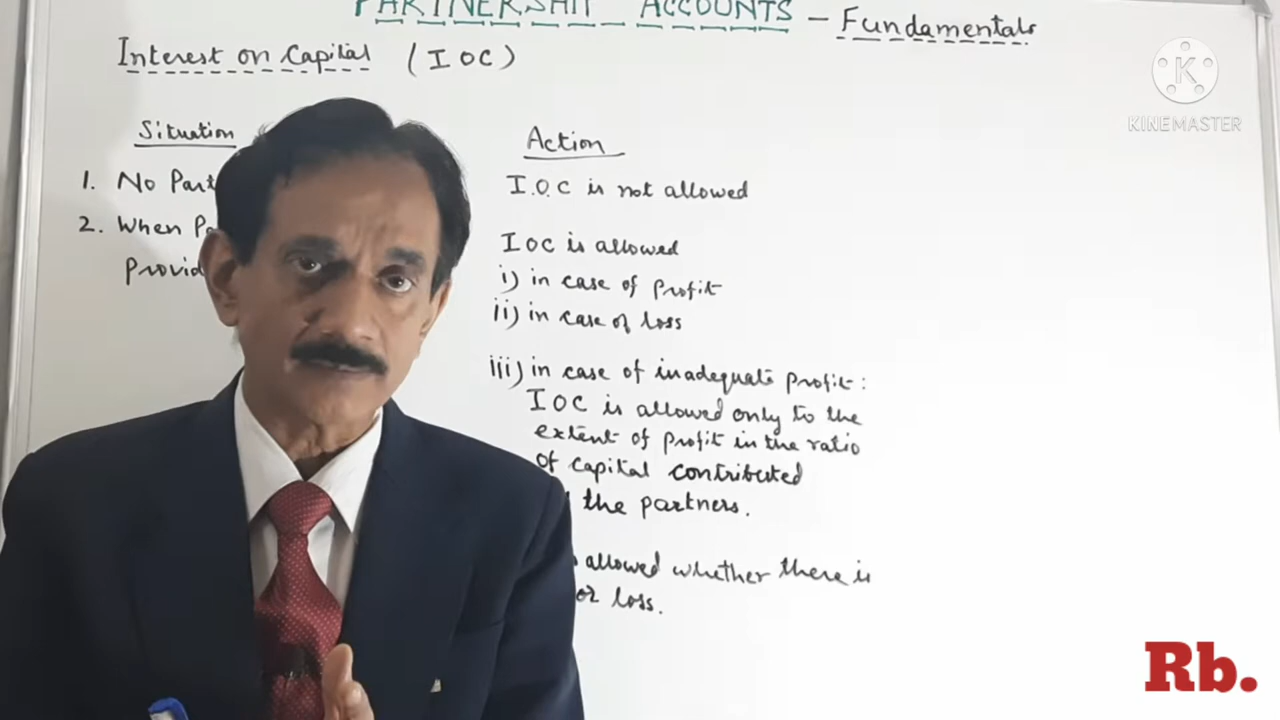 PARTNERSHIP ACCOUNTS – Fundamentals
Interest on Capital (IOC)
Situation
Action
1. No Part
I.O.C is not allowed
2. When Pa
provid
IOC is allowed
i) in case of profit
ii) in case of loss
iii) in case of inadequate profit:
IOC is allowed only to the
extent of profit in the ratio
of capital contributed
the partners.
allowed whether there is
or loss.
K
KINEMASTER
Rb.